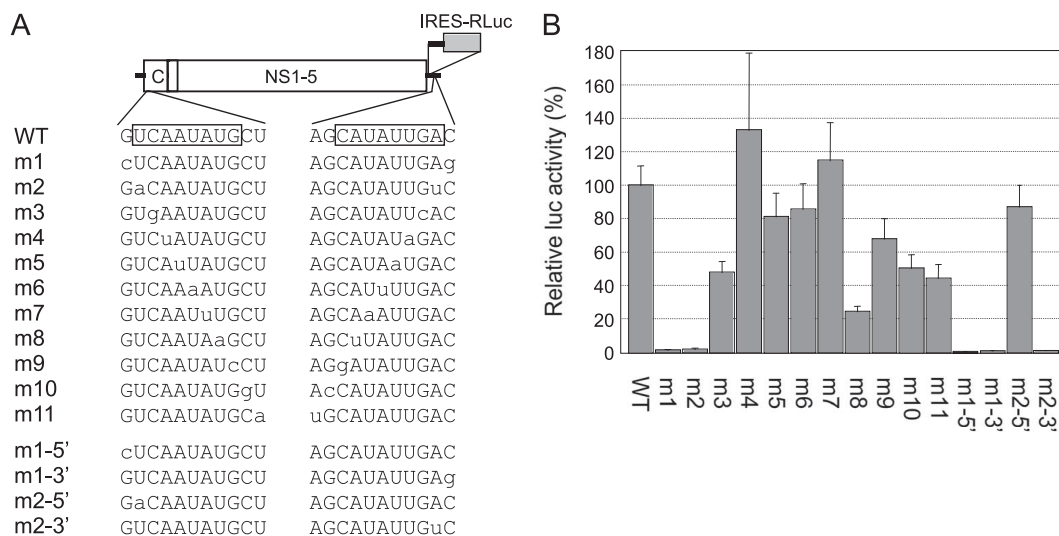 A
IRES-RLuc
C
NS1-5
WT GUCAAUAUGCU AGCAUAUUGAC
m1 cUCAAUAUGCU AGCAUAUUGAg
m2 GaCAAUAUGCU AGCAUAUUGuC
m3 GUgAAUAUGCU AGCAUAUUcAC
m4 GUCuAUAUGCU AGCAUAUaGAC
m5 GUCAuUAUGCU AGCAUAaUGAC
m6 GUCAAaAUGCU AGCAUuUUGAC
m7 GUCAAUuUGCU AGCAaAUUGAC
m8 GUCAAUAaGCU AGCuUAUUGAC
m9 GUCAAUAUcCU AGgAUAUUGAC
m10 GUCAAUAUGgU AcCAUAUUGAC
m11 GUCAAUAUGCa uGCAUAUUGAC
m1-5' cUCAAUAUGCU AGCAUAUUGAC
m1-3' GUCAAUAUGCU AGCAUAUUGAg
m2-5' GaCAAUAUGCU AGCAUAUUGAC
m2-3' GUCAAUAUGCU AGCAUAUUGuC
B
Relative luc activity (%)
180
160
140
120
100
80
60
40
20
0
WT
m1
m2
m3
m4
m5
m6
m7
m8
m9
m10
m11
m1-5'
m1-3'
m2-5'
m2-3'